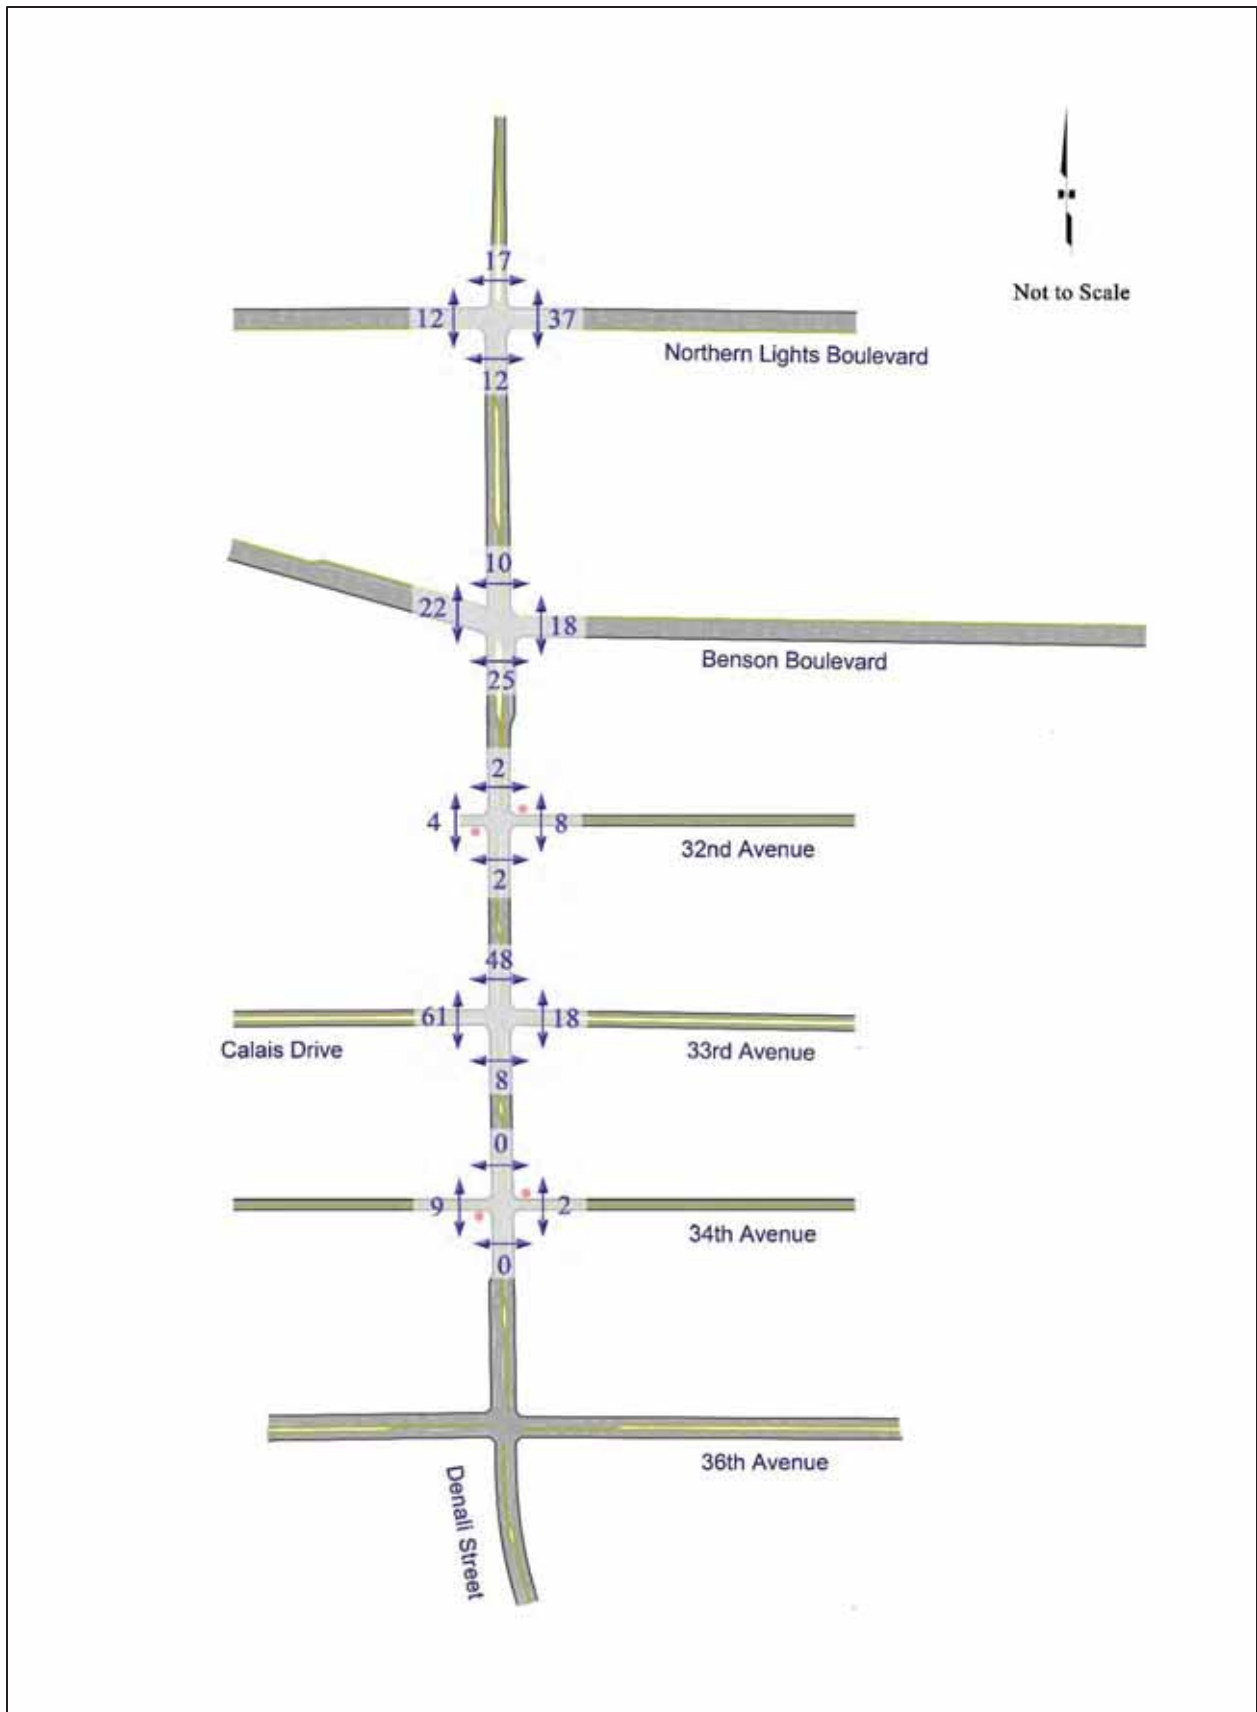 17
12
37
Not to Scale
Northern Lights Boulevard
12
10
22
18
Benson Boulevard
25
2
4
8
32nd Avenue
2
48
61
18
Calais Drive
33rd Avenue
8
0
9
2
34th Avenue
0
36th Avenue
Denali Street